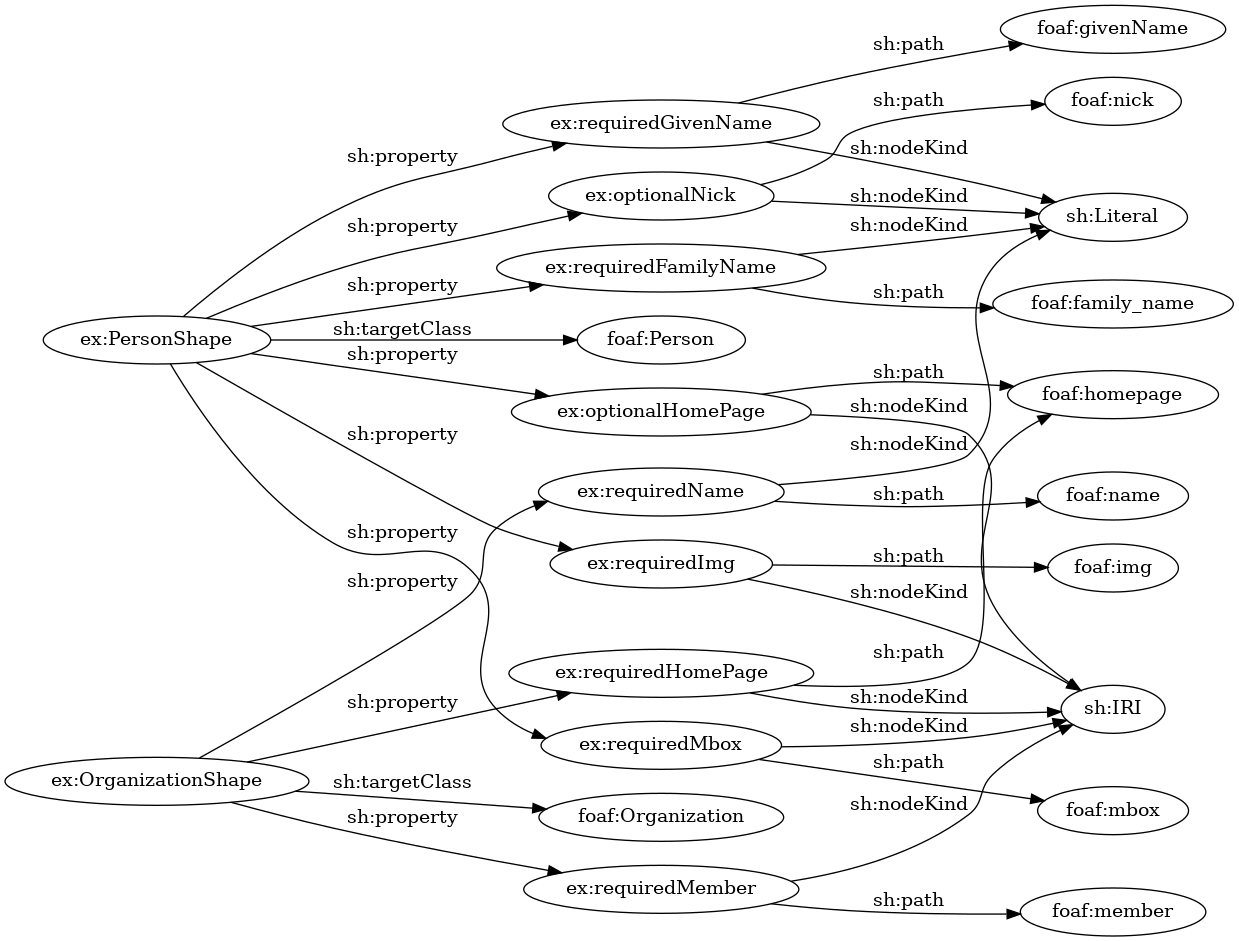 foaf:givenName
sh:path
foaf:nick
sh:path
ex:requiredGivenName
sh:nodeKind
sh:property
ex:optionalNick
sh:nodeKind
sh:Literal
sh:property
sh:nodeKind
ex:requiredFamilyName
sh:property
sh:path
foaf:family_name
sh:targetClass
ex:PersonShape
foaf:Person
sh:property
sh:path
foaf:homepage
ex:optionalHomePage
sh:nodeKind
sh:property
sh:nodeKind
ex:requiredName
sh:path
foaf:name
sh:property
sh:path
ex:requiredImg
foaf:img
sh:property
sh:nodeKind
sh:path
ex:requiredHomePage
sh:property
sh:nodeKind
sh:IRI
sh:nodeKind
ex:requiredMbox
sh:path
ex:OrganizationShape
sh:targetClass
sh:nodeKind
foaf:mbox
sh:property
foaf:Organization
ex:requiredMember
sh:path
foaf:member